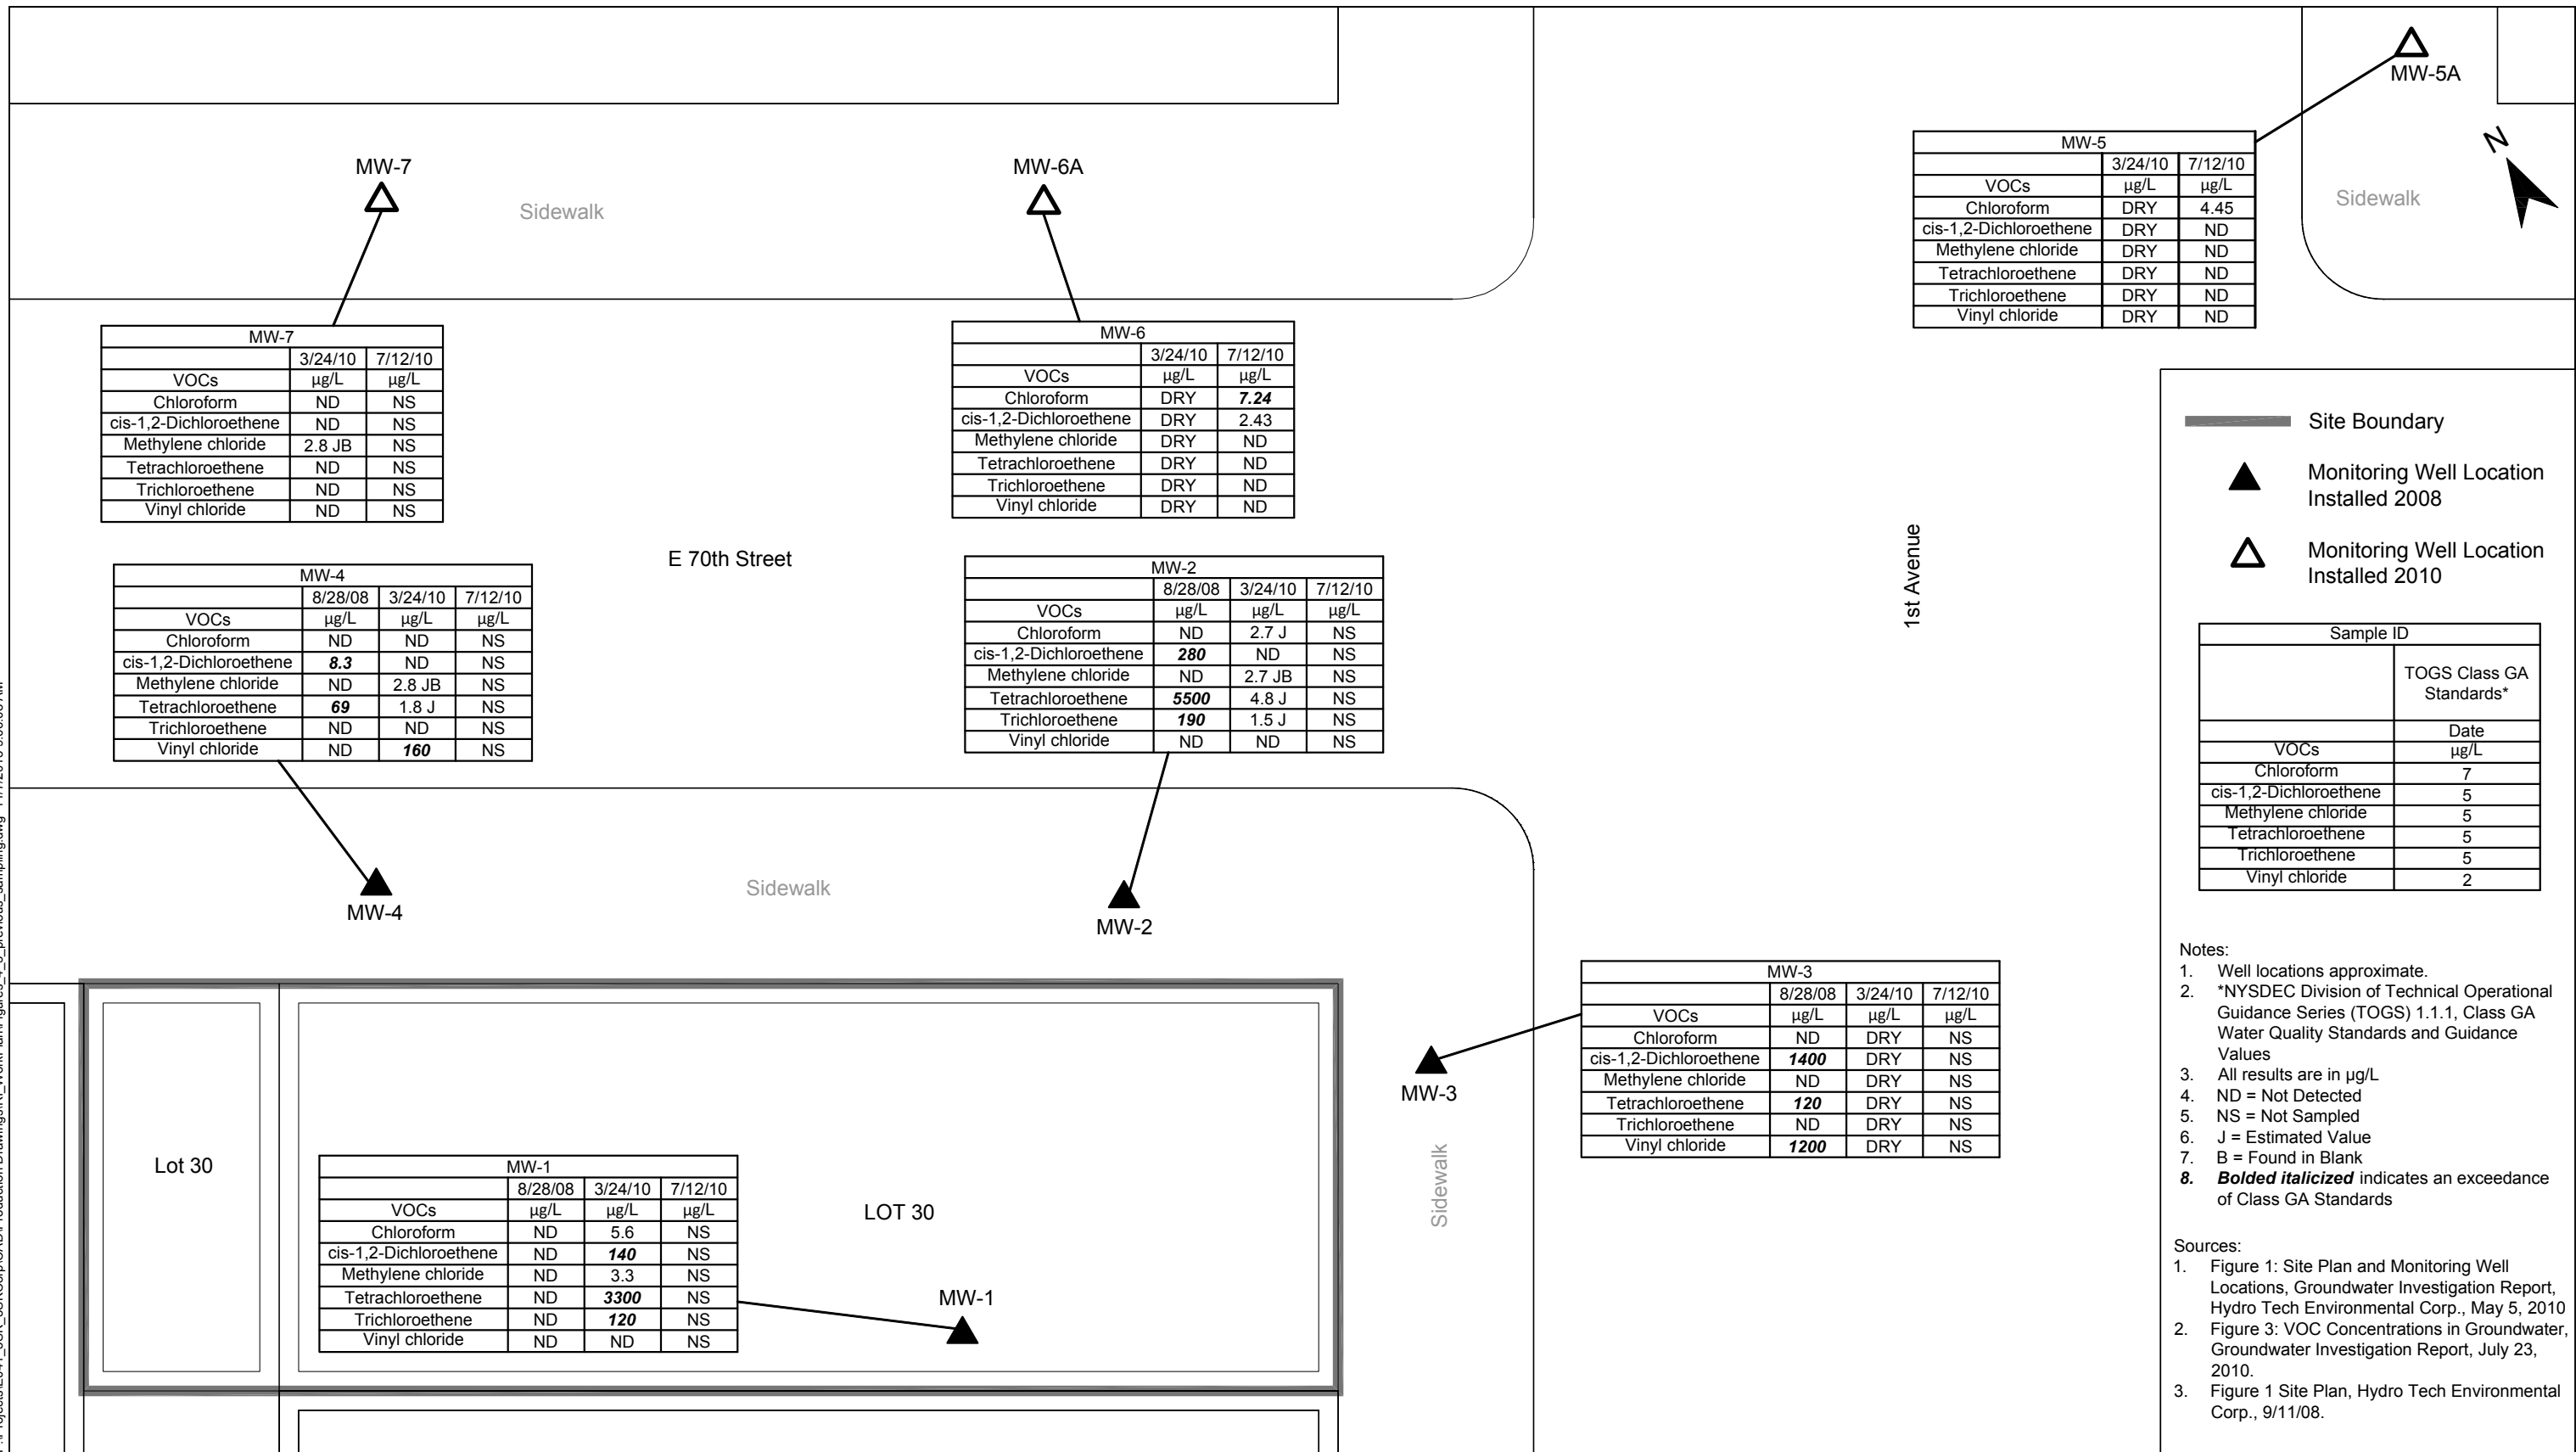 MW-5A
N
MW-7
MW-6A
Sidewalk
Sidewalk
MW-5
3/24/10 7/12/10
VOCs µg/L µg/L
Chloroform DRY 4.45
cis-1,2-Dichloroethene DRY ND
Methylene chloride DRY ND
Tetrachloroethene DRY ND
Trichloroethene DRY ND
Vinyl chloride DRY ND
MW-7
3/24/10 7/12/10
VOCs µg/L µg/L
Chloroform ND NS
cis-1,2-Dichloroethene ND NS
Methylene chloride 2.8 JB NS
Tetrachloroethene ND NS
Trichloroethene ND NS
Vinyl chloride ND NS
MW-6
3/24/10 7/12/10
VOCs µg/L µg/L
Chloroform DRY 7.24
cis-1,2-Dichloroethene DRY 2.43
Methylene chloride DRY ND
Tetrachloroethene DRY ND
Trichloroethene DRY ND
Vinyl chloride DRY ND
E 70th Street
1st Avenue
MW-4
8/28/08 3/24/10 7/12/10
VOCs µg/L µg/L µg/L
Chloroform ND ND NS
cis-1,2-Dichloroethene 8.3 ND NS
Methylene chloride ND 2.8 JB NS
Tetrachloroethene 69 1.8 J NS
Trichloroethene ND ND NS
Vinyl chloride ND 160 NS
MW-2
8/28/08 3/24/10 7/12/10
VOCs µg/L µg/L µg/L
Chloroform ND 2.7 J NS
cis-1,2-Dichloroethene 280 ND NS
Methylene chloride ND 2.7 JB NS
Tetrachloroethene 5500 4.8 J NS
Trichloroethene 190 1.5 J NS
Vinyl chloride ND ND NS
MW-4
Sidewalk
MW-2
MW-3
8/28/08 3/24/10 7/12/10
VOCs µg/L µg/L µg/L
Chloroform ND DRY NS
cis-1,2-Dichloroethene 1400 DRY NS
Methylene chloride ND DRY NS
Tetrachloroethene 120 DRY NS
Trichloroethene ND DRY NS
Vinyl chloride 1200 DRY NS
MW-3
Sidewalk
Lot 30
LOT 30
MW-1
8/28/08 3/24/10 7/12/10
VOCs µg/L µg/L µg/L
Chloroform ND 5.6 NS
cis-1,2-Dichloroethene ND 140 NS
Methylene chloride ND 3.3 NS
Tetrachloroethene ND 3300 NS
Trichloroethene ND 120 NS
Vinyl chloride ND ND NS
MW-1
Site Boundary
Monitoring Well Location
Installed 2008
Monitoring Well Location
Installed 2010
Sample ID
TOGS Class GA
Standards*
Date
VOCs µg/L
Chloroform 7
cis-1,2-Dichloroethene 5
Methylene chloride 5
Tetrachloroethene 5
Trichloroethene 5
Vinyl chloride 2
Notes:
1. Well locations approximate.
2. *NYSDEC Division of Technical Operational
Guidance Series (TOGS) 1.1.1, Class GA
Water Quality Standards and Guidance
Values
3. All results are in µg/L
4. ND = Not Detected
5. NS = Not Sampled
6. J = Estimated Value
7. B = Found in Blank
8. Bolded italicized indicates an exceedance
of Class GA Standards
Sources:
1. Figure 1: Site Plan and Monitoring Well
Locations, Groundwater Investigation Report,
Hydro Tech Environmental Corp., May 5, 2010
2. Figure 3: VOC Concentrations in Groundwater,
Groundwater Investigation Report, July 23,
2010.
3. Figure 1 Site Plan, Hydro Tech Environmental
Corp., 9/11/08.